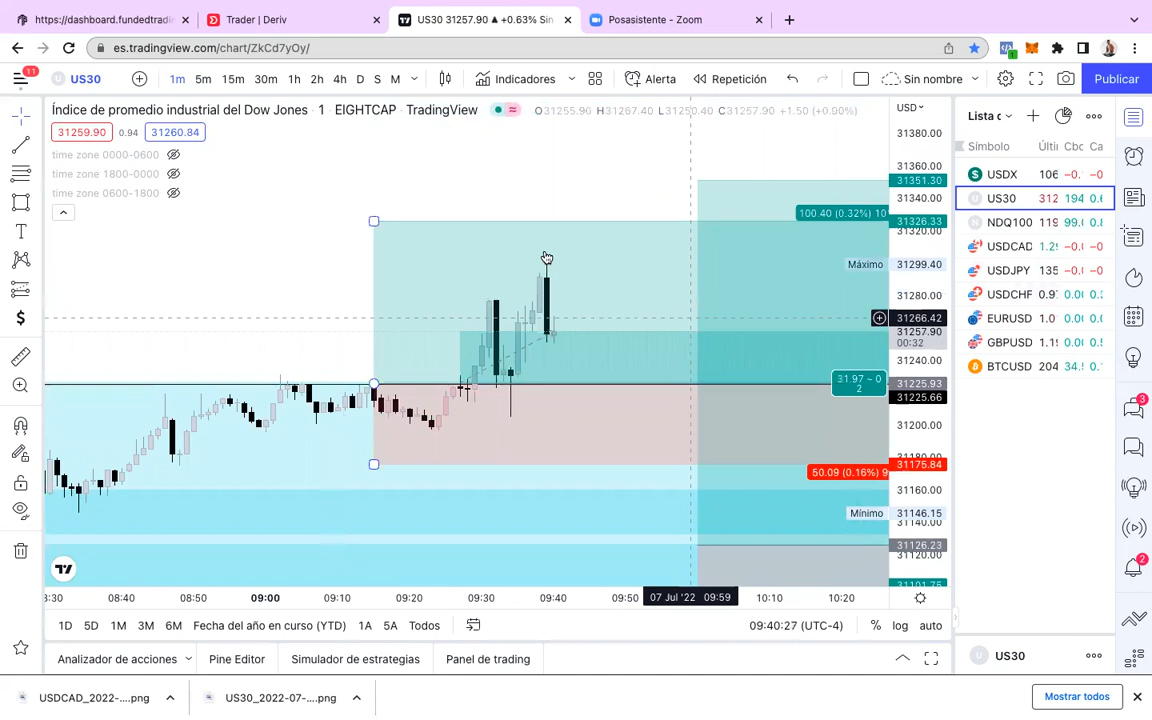 https://dashboard.fundedtradin
Trader | Deriv
US30 31257.90 ▲ +0.63% Sin
Posasistente - Zoom
es.tradingview.com/chart/ZkCd7yOy/
11
US30
1m 5m 15m 30m 1h 2h 4h D S M
Indicadores
Alerta
Repetición
Sin nombre
Publicar
Índice de promedio industrial del Dow Jones · 1 · EIGHTCAP · TradingView
O31255.90 H31267.40 L31250.40 C31257.90 +1.50 (+0.00%)
31259.90 0.94 31260.84
time zone 0000-0600
time zone 1800-0000
time zone 0600-1800
USD
31380.00
31360.00
31351.30
100.40 (0.32%) 10
31326.33
31320.00
Máximo 31299.40
31280.00
31266.42
31257.90
00:32
31240.00
31.97 ~ 0
2
31225.93
31225.66
31200.00
31180.00
31175.84
50.09 (0.16%) 9
31160.00
Mínimo 31146.15
31140.00
31126.23
31120.00
31101.75
3:30 08:40 08:50 09:00 09:10 09:20 09:30 09:40 09:50 07 Jul '22 09:59 10:10 10:20
1D 5D 1M 3M 6M Fecha del año en curso (YTD) 1A 5A Todos
09:40:27 (UTC-4) % log auto
Analizador de acciones
Pine Editor
Simulador de estrategias
Panel de trading
Lista c
Símbolo Últi Cbc Ca
USDX 106 −0. −0
US30 312 194 0.6
NDQ100 119 99.0 0.8
USDCAD 1.29 −0.0 −0
USDJPY 135 −0.0 −0
USDCHF 0.97 0.00 0.2
EURUSD 1.01 0.00 0.0
GBPUSD 1.19 0.00 0.5
BTCUSD 204 34.5 0.1
US30
3
2
USDCAD_2022-....png
US30_2022-07-....png
Mostrar todos